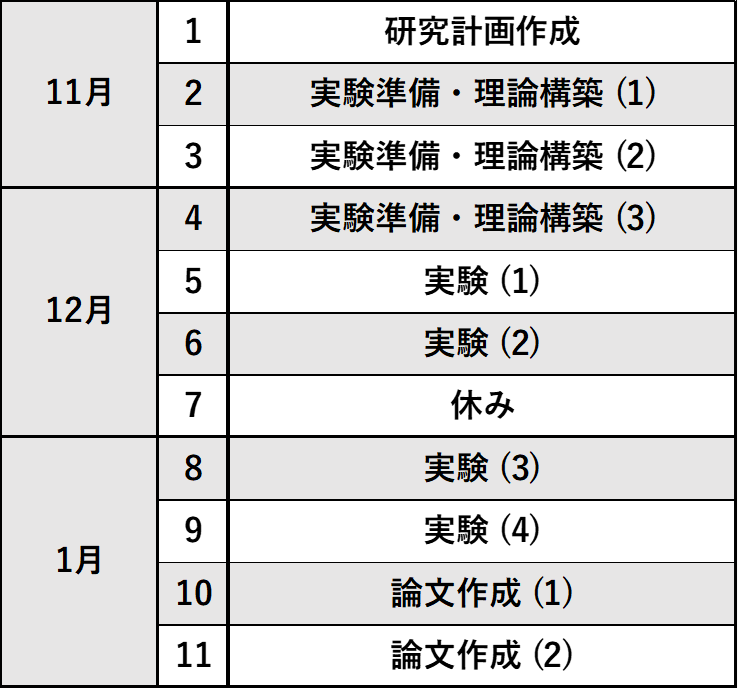 11月
1 研究計画作成
2 実験準備・理論構築 (1)
3 実験準備・理論構築 (2)
12月
4 実験準備・理論構築 (3)
5 実験 (1)
6 実験 (2)
7 休み
1月
8 実験 (3)
9 実験 (4)
10 論文作成 (1)
11 論文作成 (2)